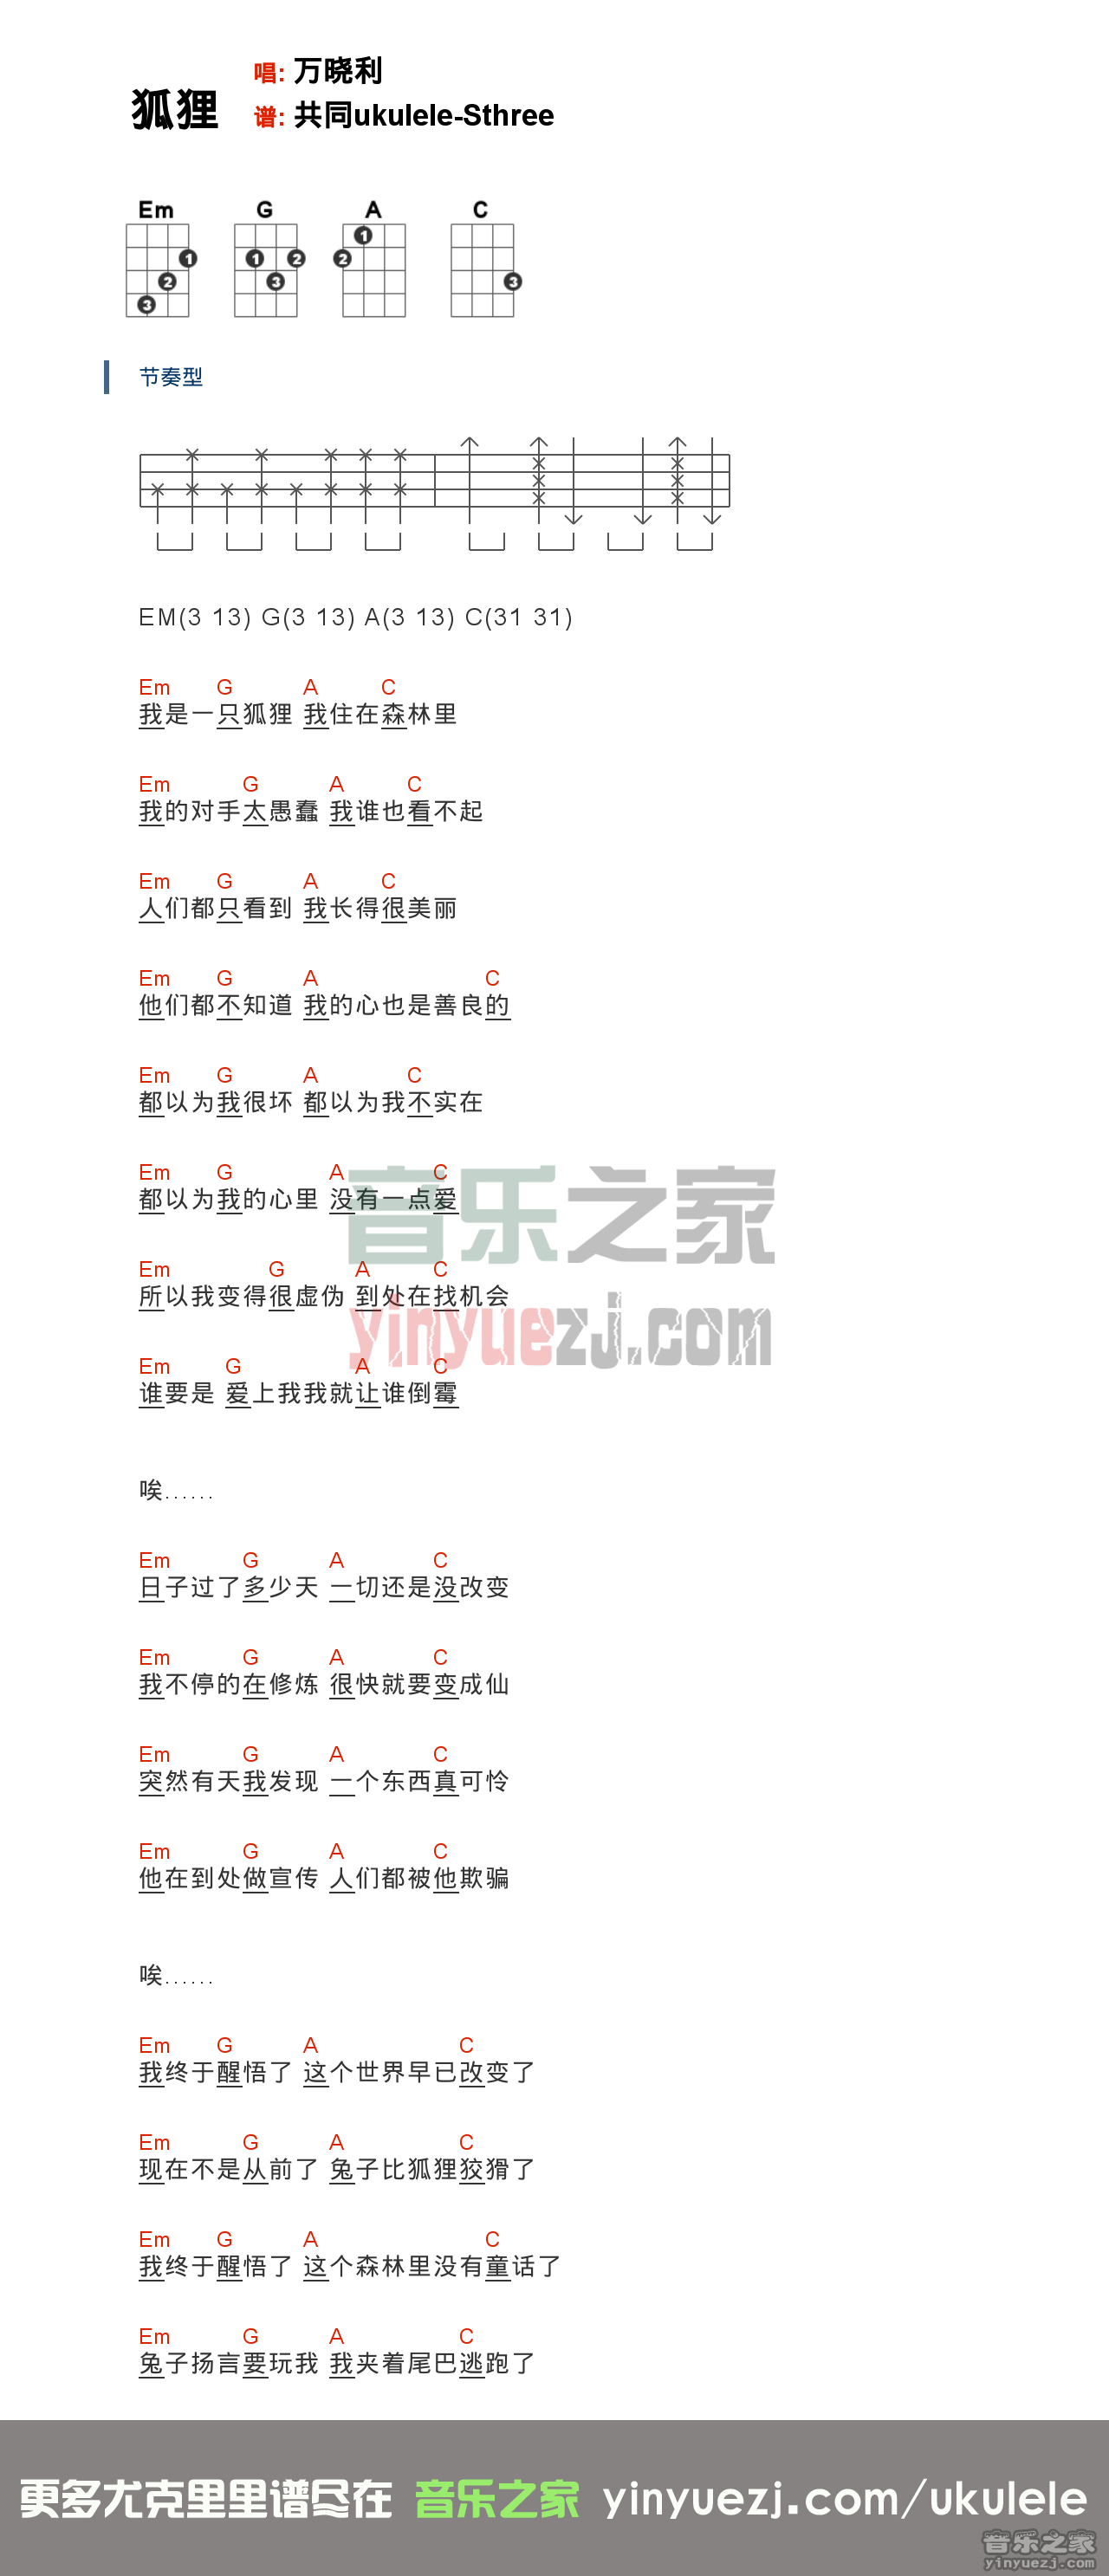 狐狸
唱: 万晓利
谱: 共同ukulele-Sthree
Em G A C
1 2 3 1 2 3 1 2 3
节奏型
EM(3 13) G(3 13) A(3 13) C(31 31)
Em G A C
我是一只狐狸 我住在森林里
Em G A C
我的对手太愚蠢 我谁也看不起
Em G A C
人们都只看到 我长得很美丽
Em G A C
他们都不知道 我的心也是善良的
Em G A C
都以为我很坏 都以为我不实在
Em G A C
都以为我的心里 没有一点爱
音乐之家
Em G A C
所以我变得很虚伪 到处在找机会
yinyuezj.com
Em G A C
谁要是 爱上我我就让谁倒霉
唉......
Em G A C
日子过了多少天 一切还是没改变
Em G A C
我不停的在修炼 很快就要变成仙
Em G A C
突然有天我发现 一个东西真可怜
Em G A C
他在到处做宣传 人们都被他欺骗
唉......
Em G A C
我终于醒悟了 这个世界早已改变了
Em G A C
现在不是从前了 兔子比狐狸狡猾了
Em G A C
我终于醒悟了 这个森林里没有童话了
Em G A C
兔子扬言要玩我 我夹着尾巴逃跑了
更多尤克里里谱尽在 音乐之家 yinyuezj.com/ukulele
音乐之家
yinyuezj.com